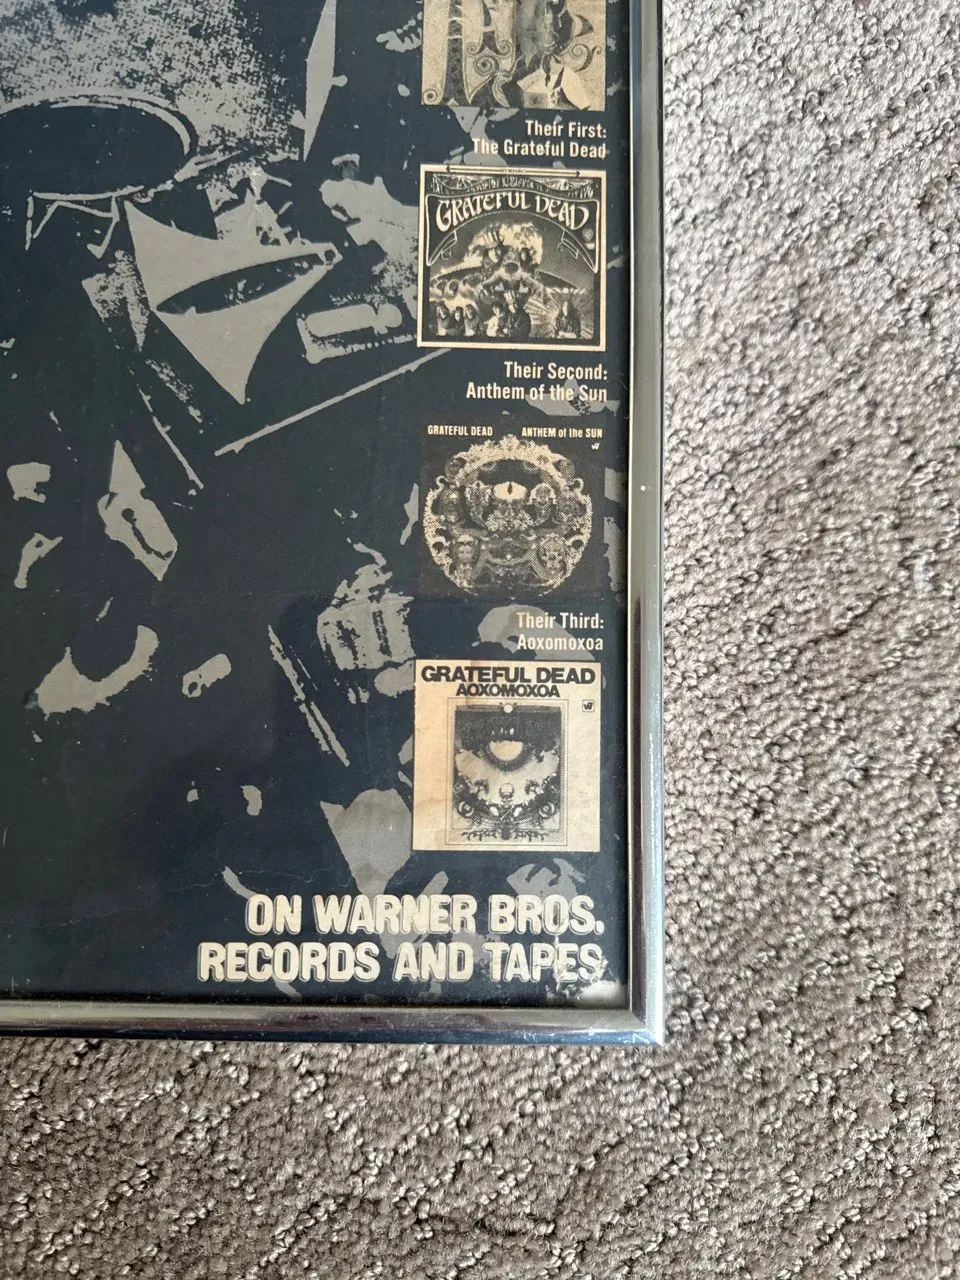 Their First:
The Grateful Dead
GRATEFUL DEAD
Their Second:
Anthem of the Sun
GRATEFUL DEAD ANTHEM of the SUN
Their Third:
Aoxomoxoa
GRATEFUL DEAD
AOXOMOXOA
ON WARNER BROS.
RECORDS AND TAPES